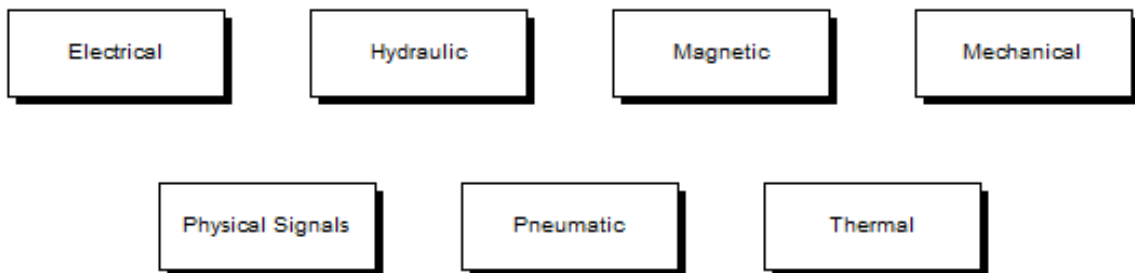 Electrical
Hydraulic
Magnetic
Mechanical
Physical Signals
Pneumatic
Thermal